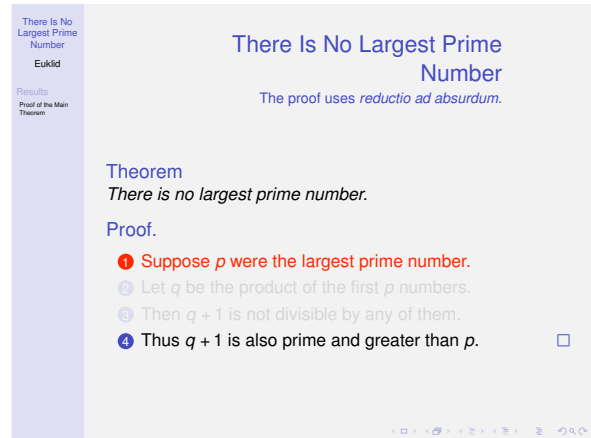 There Is No
Largest Prime
Number
Euklid
Results
Proof of the Main
Theorem
There Is No Largest Prime
Number
The proof uses reductio ad absurdum.
Theorem
There is no largest prime number.
Proof.
1 Suppose p were the largest prime number.
2 Let q be the product of the first p numbers.
3 Then q + 1 is not divisible by any of them.
4 Thus q + 1 is also prime and greater than p.